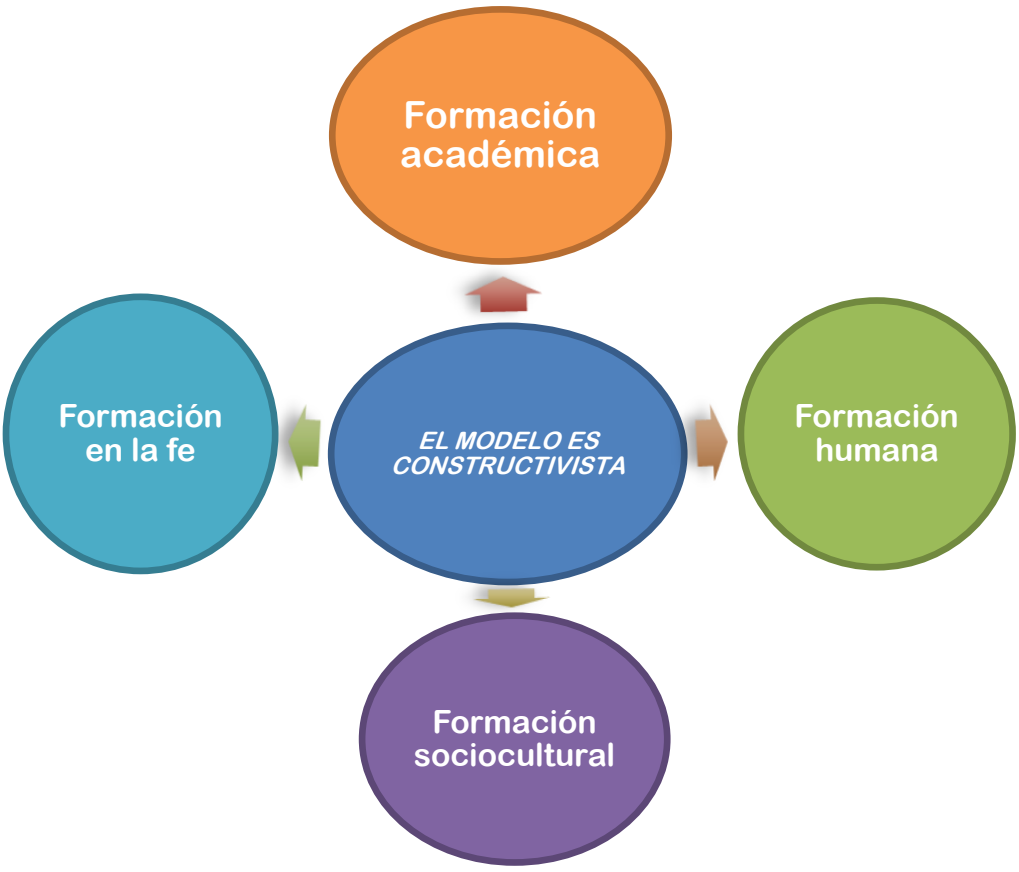 Formación
académica
Formación
en la fe
EL MODELO ES
CONSTRUCTIVISTA
Formación
humana
Formación
sociocultural